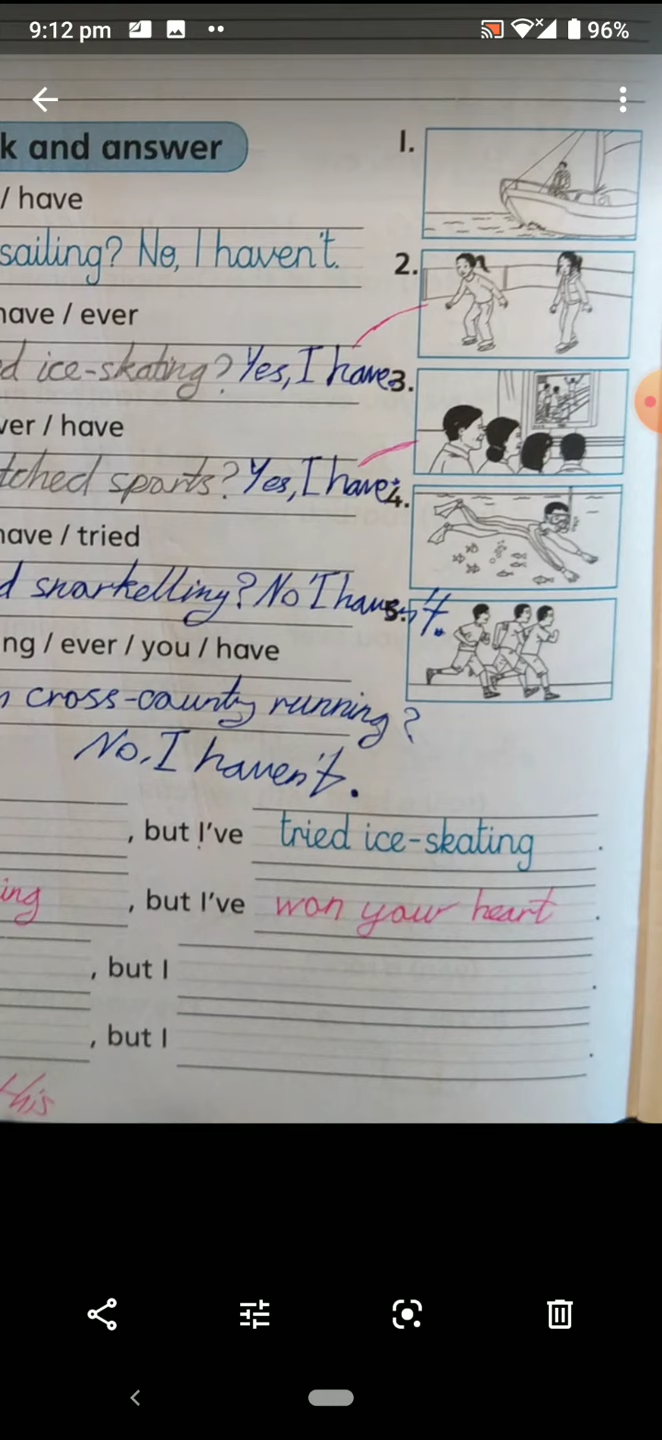 9:12 pm
96%
k and answer
1.
/ have
sailing? No, I haven't.
2.
have / ever
d ice-skating? Yes, I have.
3.
ver / have
tched sports? Yes, I have.
4.
have / tried
d snorkelling? No I haven't.
5.
ng / ever / you / have
n cross-county running?
No, I haven't.
, but I've tried ice-skating .
ing , but I've won your heart .
, but I .
, but I .
this